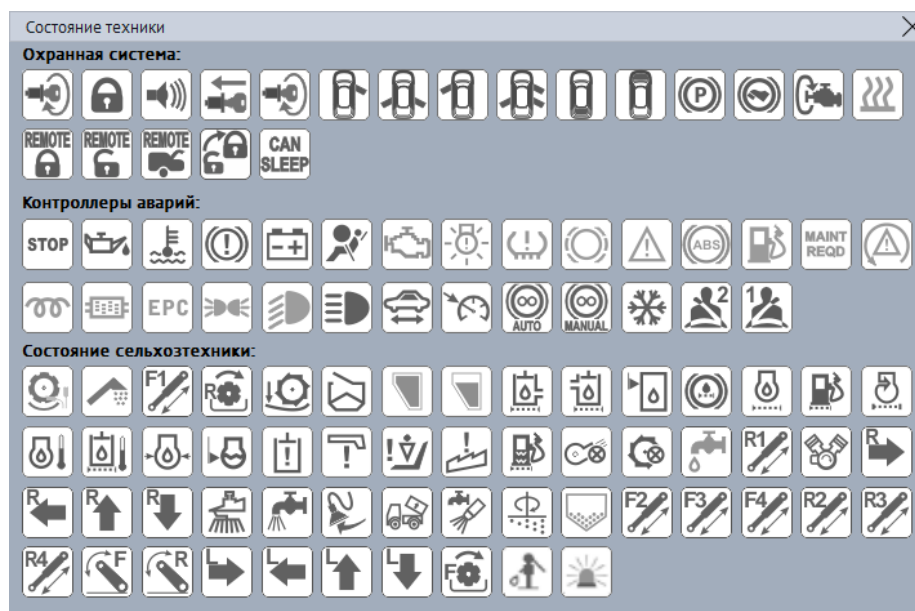 Состояние техники
Охранная система:
P
REMOTE REMOTE REMOTE CAN SLEEP
Контроллеры аварий:
STOP ! - + ! ! ABS MAINT REQD
EPC AUTO MANUAL 2 1
Состояние сельхозтехники:
F1 R
! ! ! R1 R
R R R F2 F3 F4 R2 R3
R4 F R L L L L F